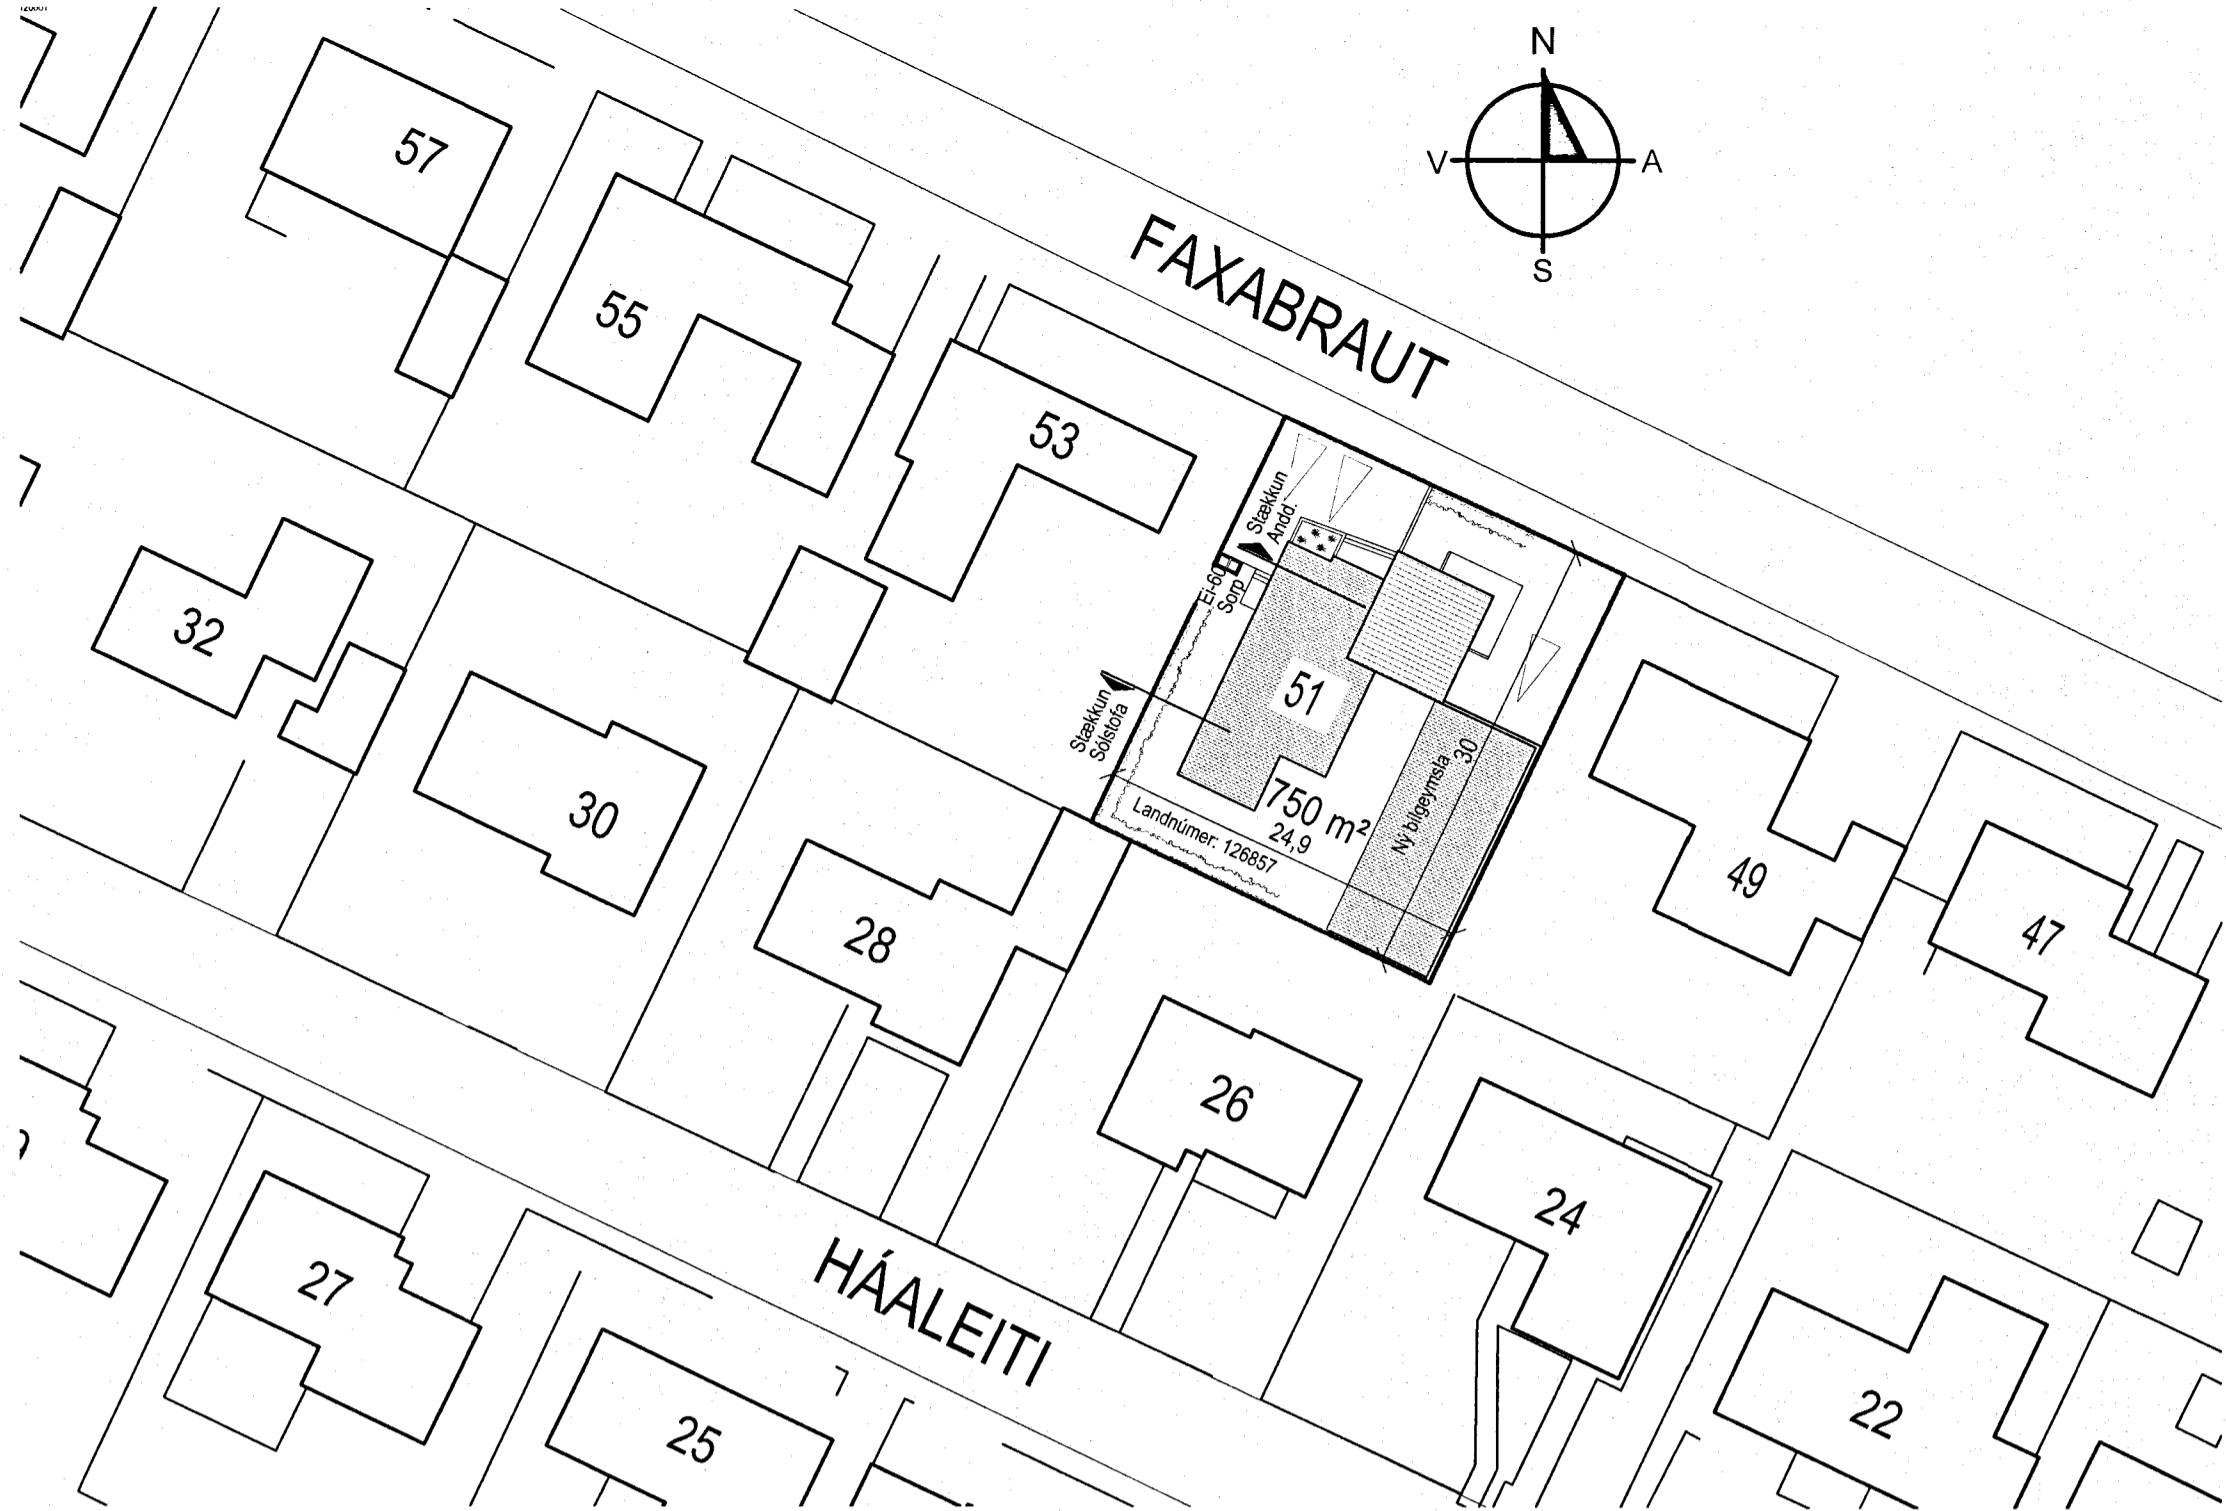 N
V
A
S
57
FAXABRAUT
55
53
Stækkun
Andd.
Ei-60
Sorp
32
51
Stækkun
Sólstofa
30
30
Ný bílgeymsla
750 m²
24,9
Landnúmer: 126857
49
47
28
26
24
27
HÁALEITI
22
25